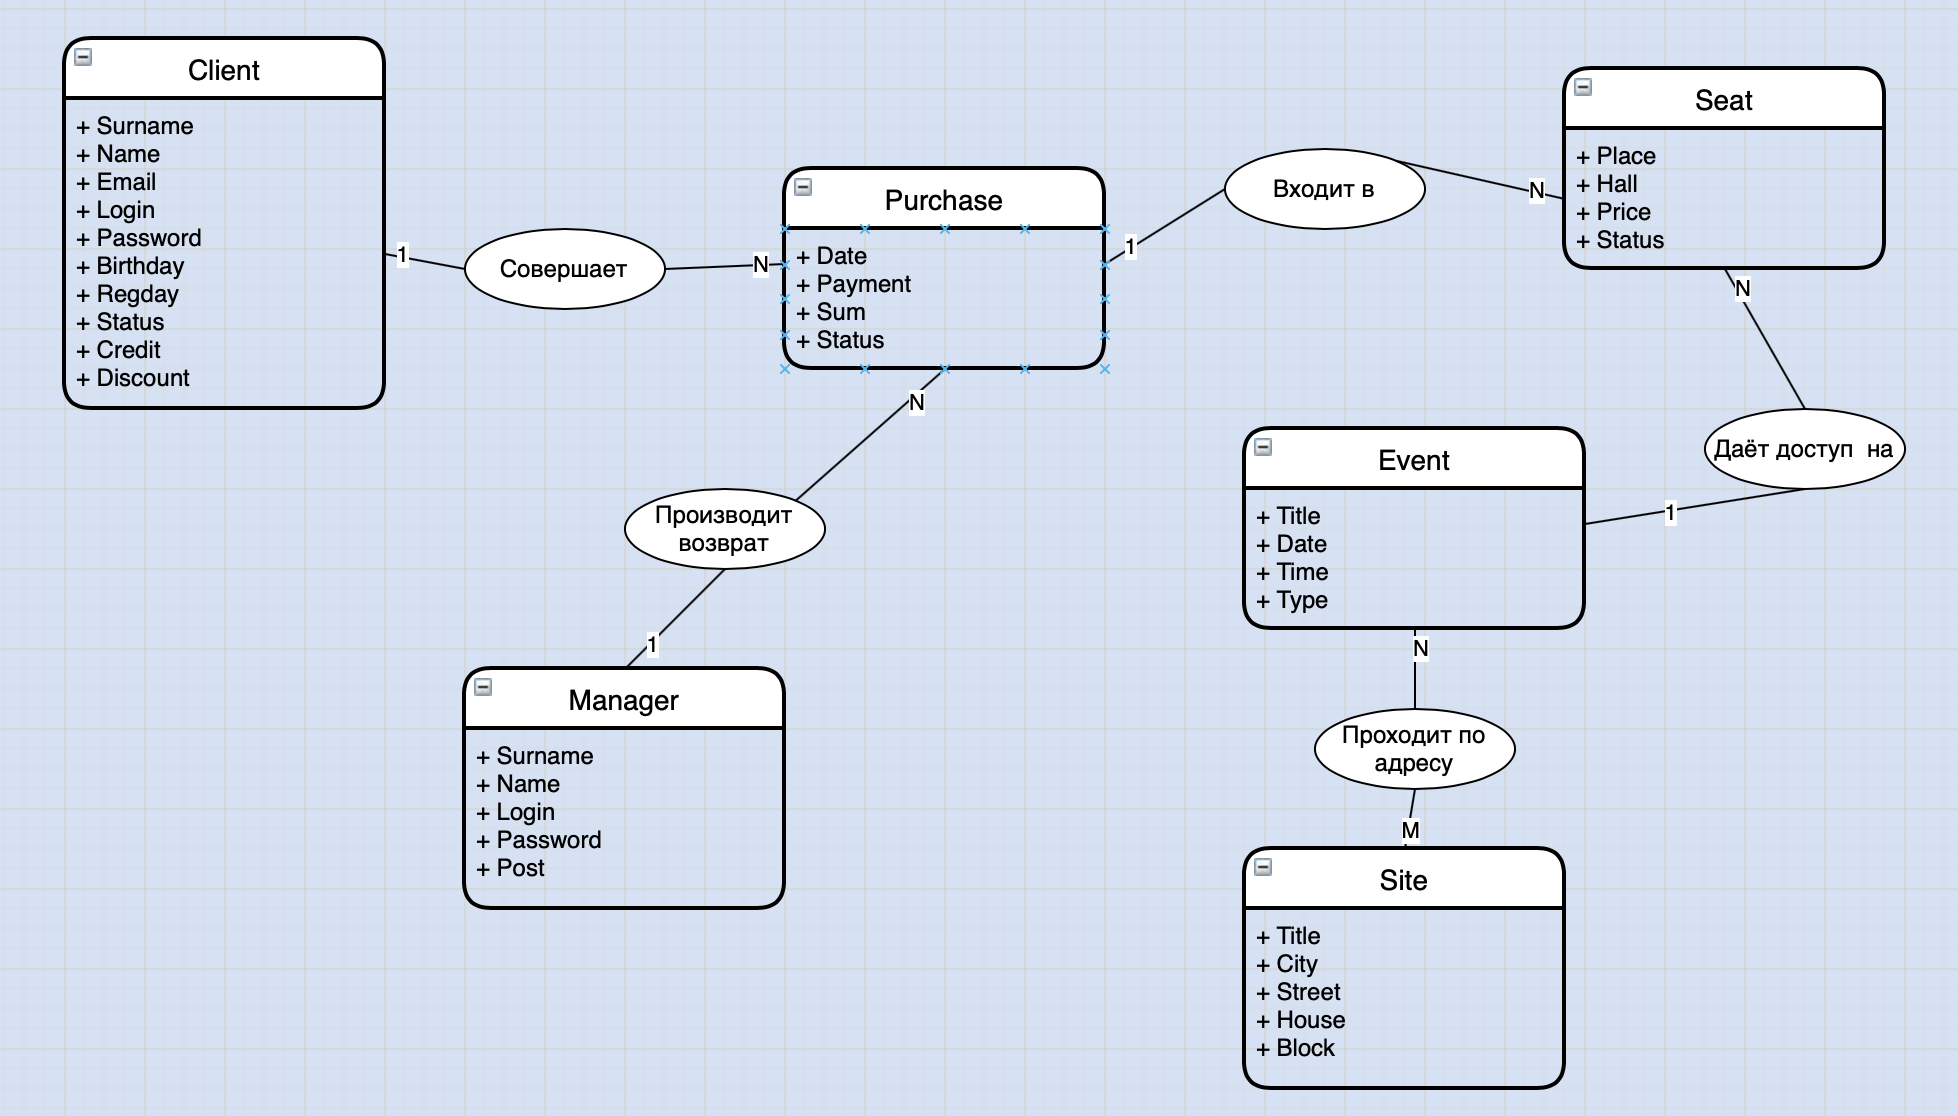 Client
+ Surname
+ Name
+ Email
+ Login
+ Password
+ Birthday
+ Regday
+ Status
+ Credit
+ Discount
1
Совершает
N
Purchase
+ Date
+ Payment
+ Sum
+ Status
1
Входит в
N
Seat
+ Place
+ Hall
+ Price
+ Status
N
Даёт доступ на
1
Event
+ Title
+ Date
+ Time
+ Type
N
Проходит по
адресу
M
Site
+ Title
+ City
+ Street
+ House
+ Block
N
Производит
возврат
1
Manager
+ Surname
+ Name
+ Login
+ Password
+ Post